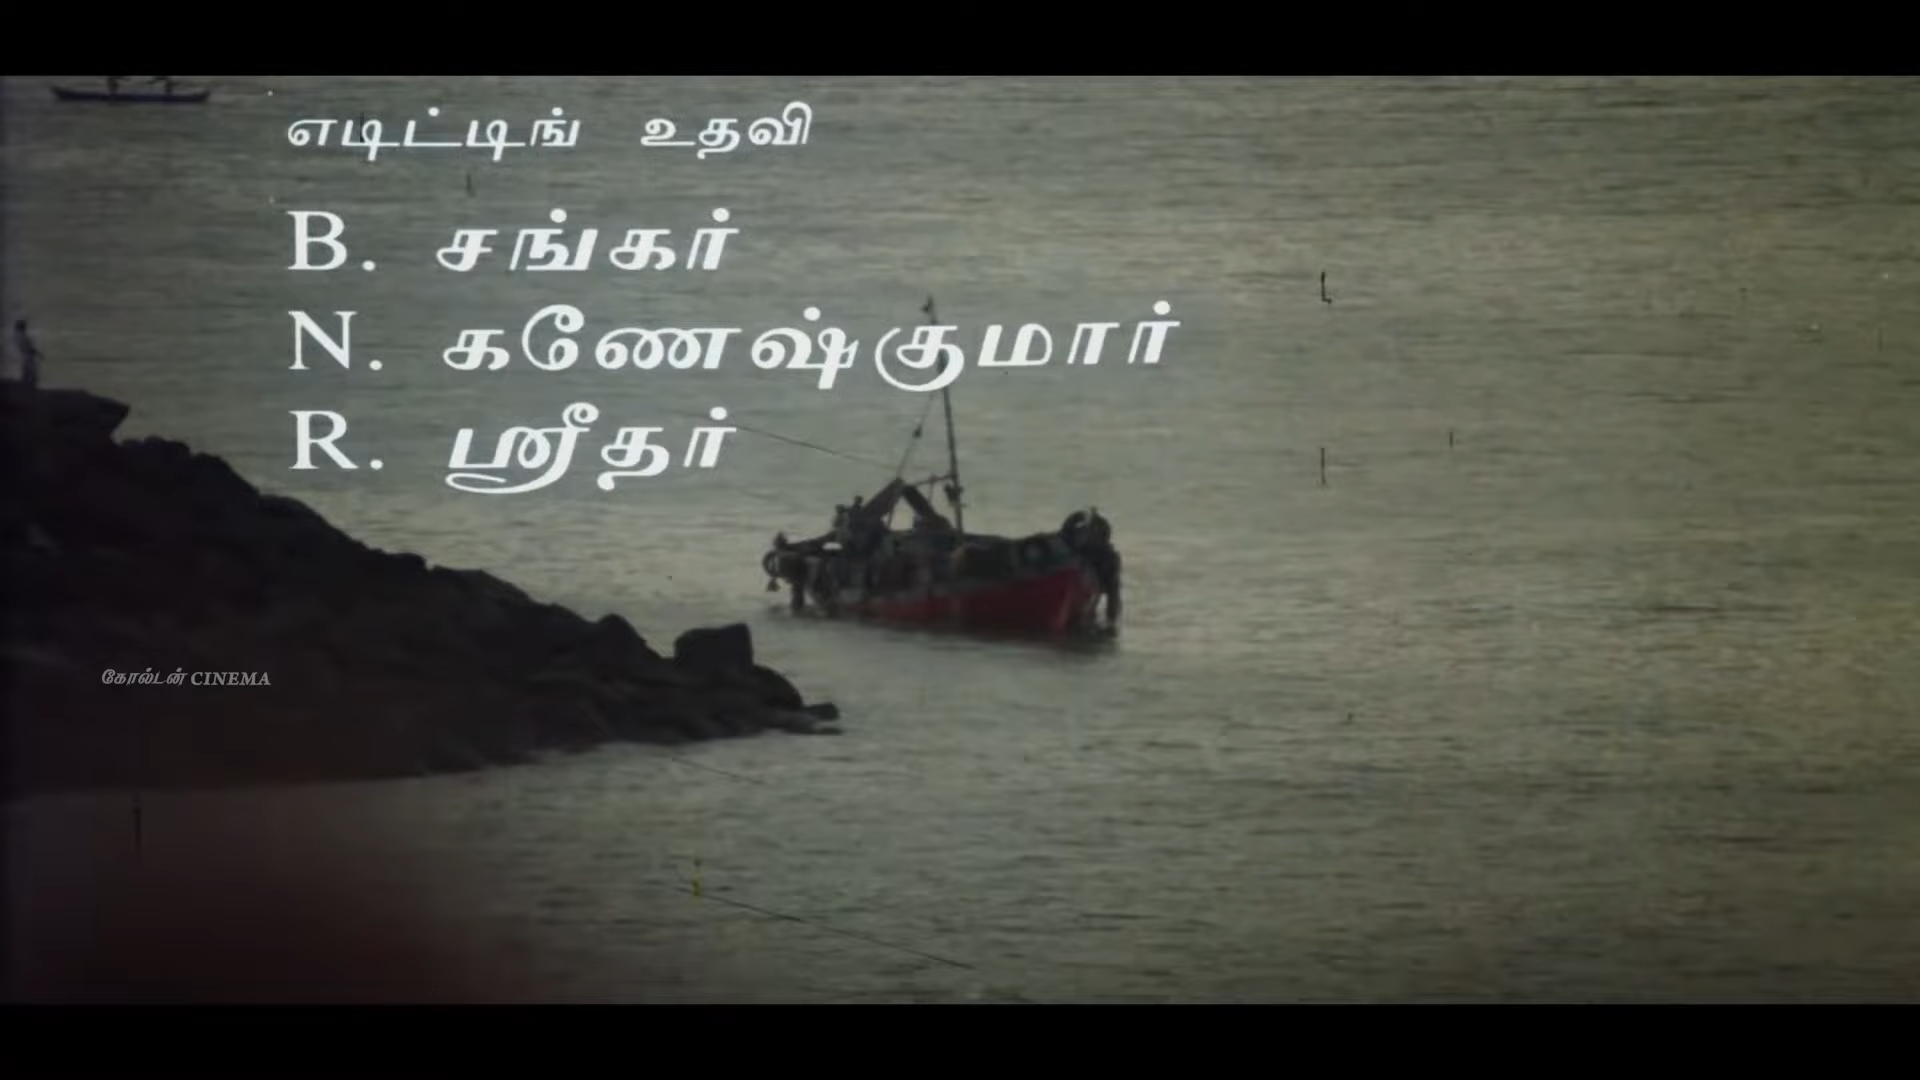 எடிட்டிங் உதவி
B. சங்கர்
N. கணேஷ்குமார்
R. ஸ்ரீதர்
கோல்டன் CINEMA